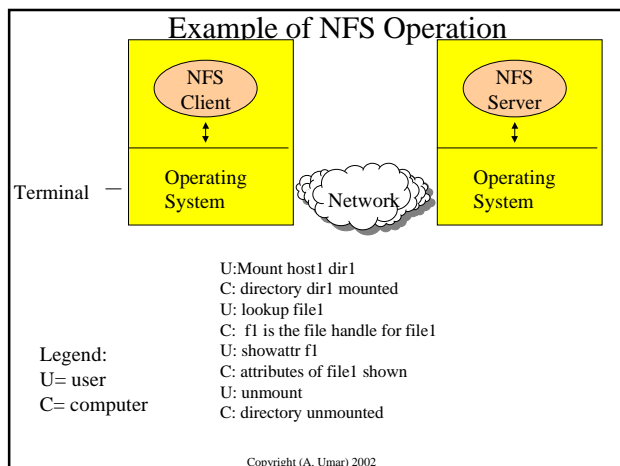 Example of NFS Operation
NFS
Client
NFS
Server
Terminal
Operating
System
Network
Operating
System
U:Mount host1 dir1
C: directory dir1 mounted
U: lookup file1
C: f1 is the file handle for file1
U: showattr f1
C: attributes of file1 shown
U: unmount
C: directory unmounted
Legend:
U= user
C= computer
Copyright (A. Umar) 2002